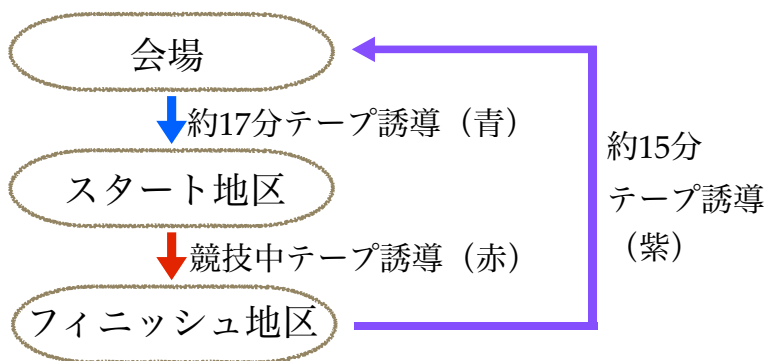 会場
約17分テープ誘導（青）
スタート地区
競技中テープ誘導（赤）
フィニッシュ地区
約15分
テープ誘導
（紫）